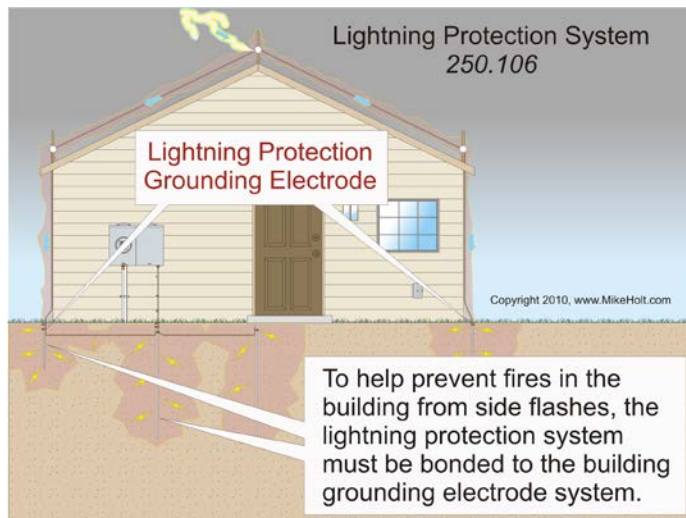 Lightning Protection System
250.106
Lightning Protection
Grounding Electrode
Copyright 2010, www.MikeHolt.com
To help prevent fires in the
building from side flashes, the
lightning protection system
must be bonded to the building
grounding electrode system.